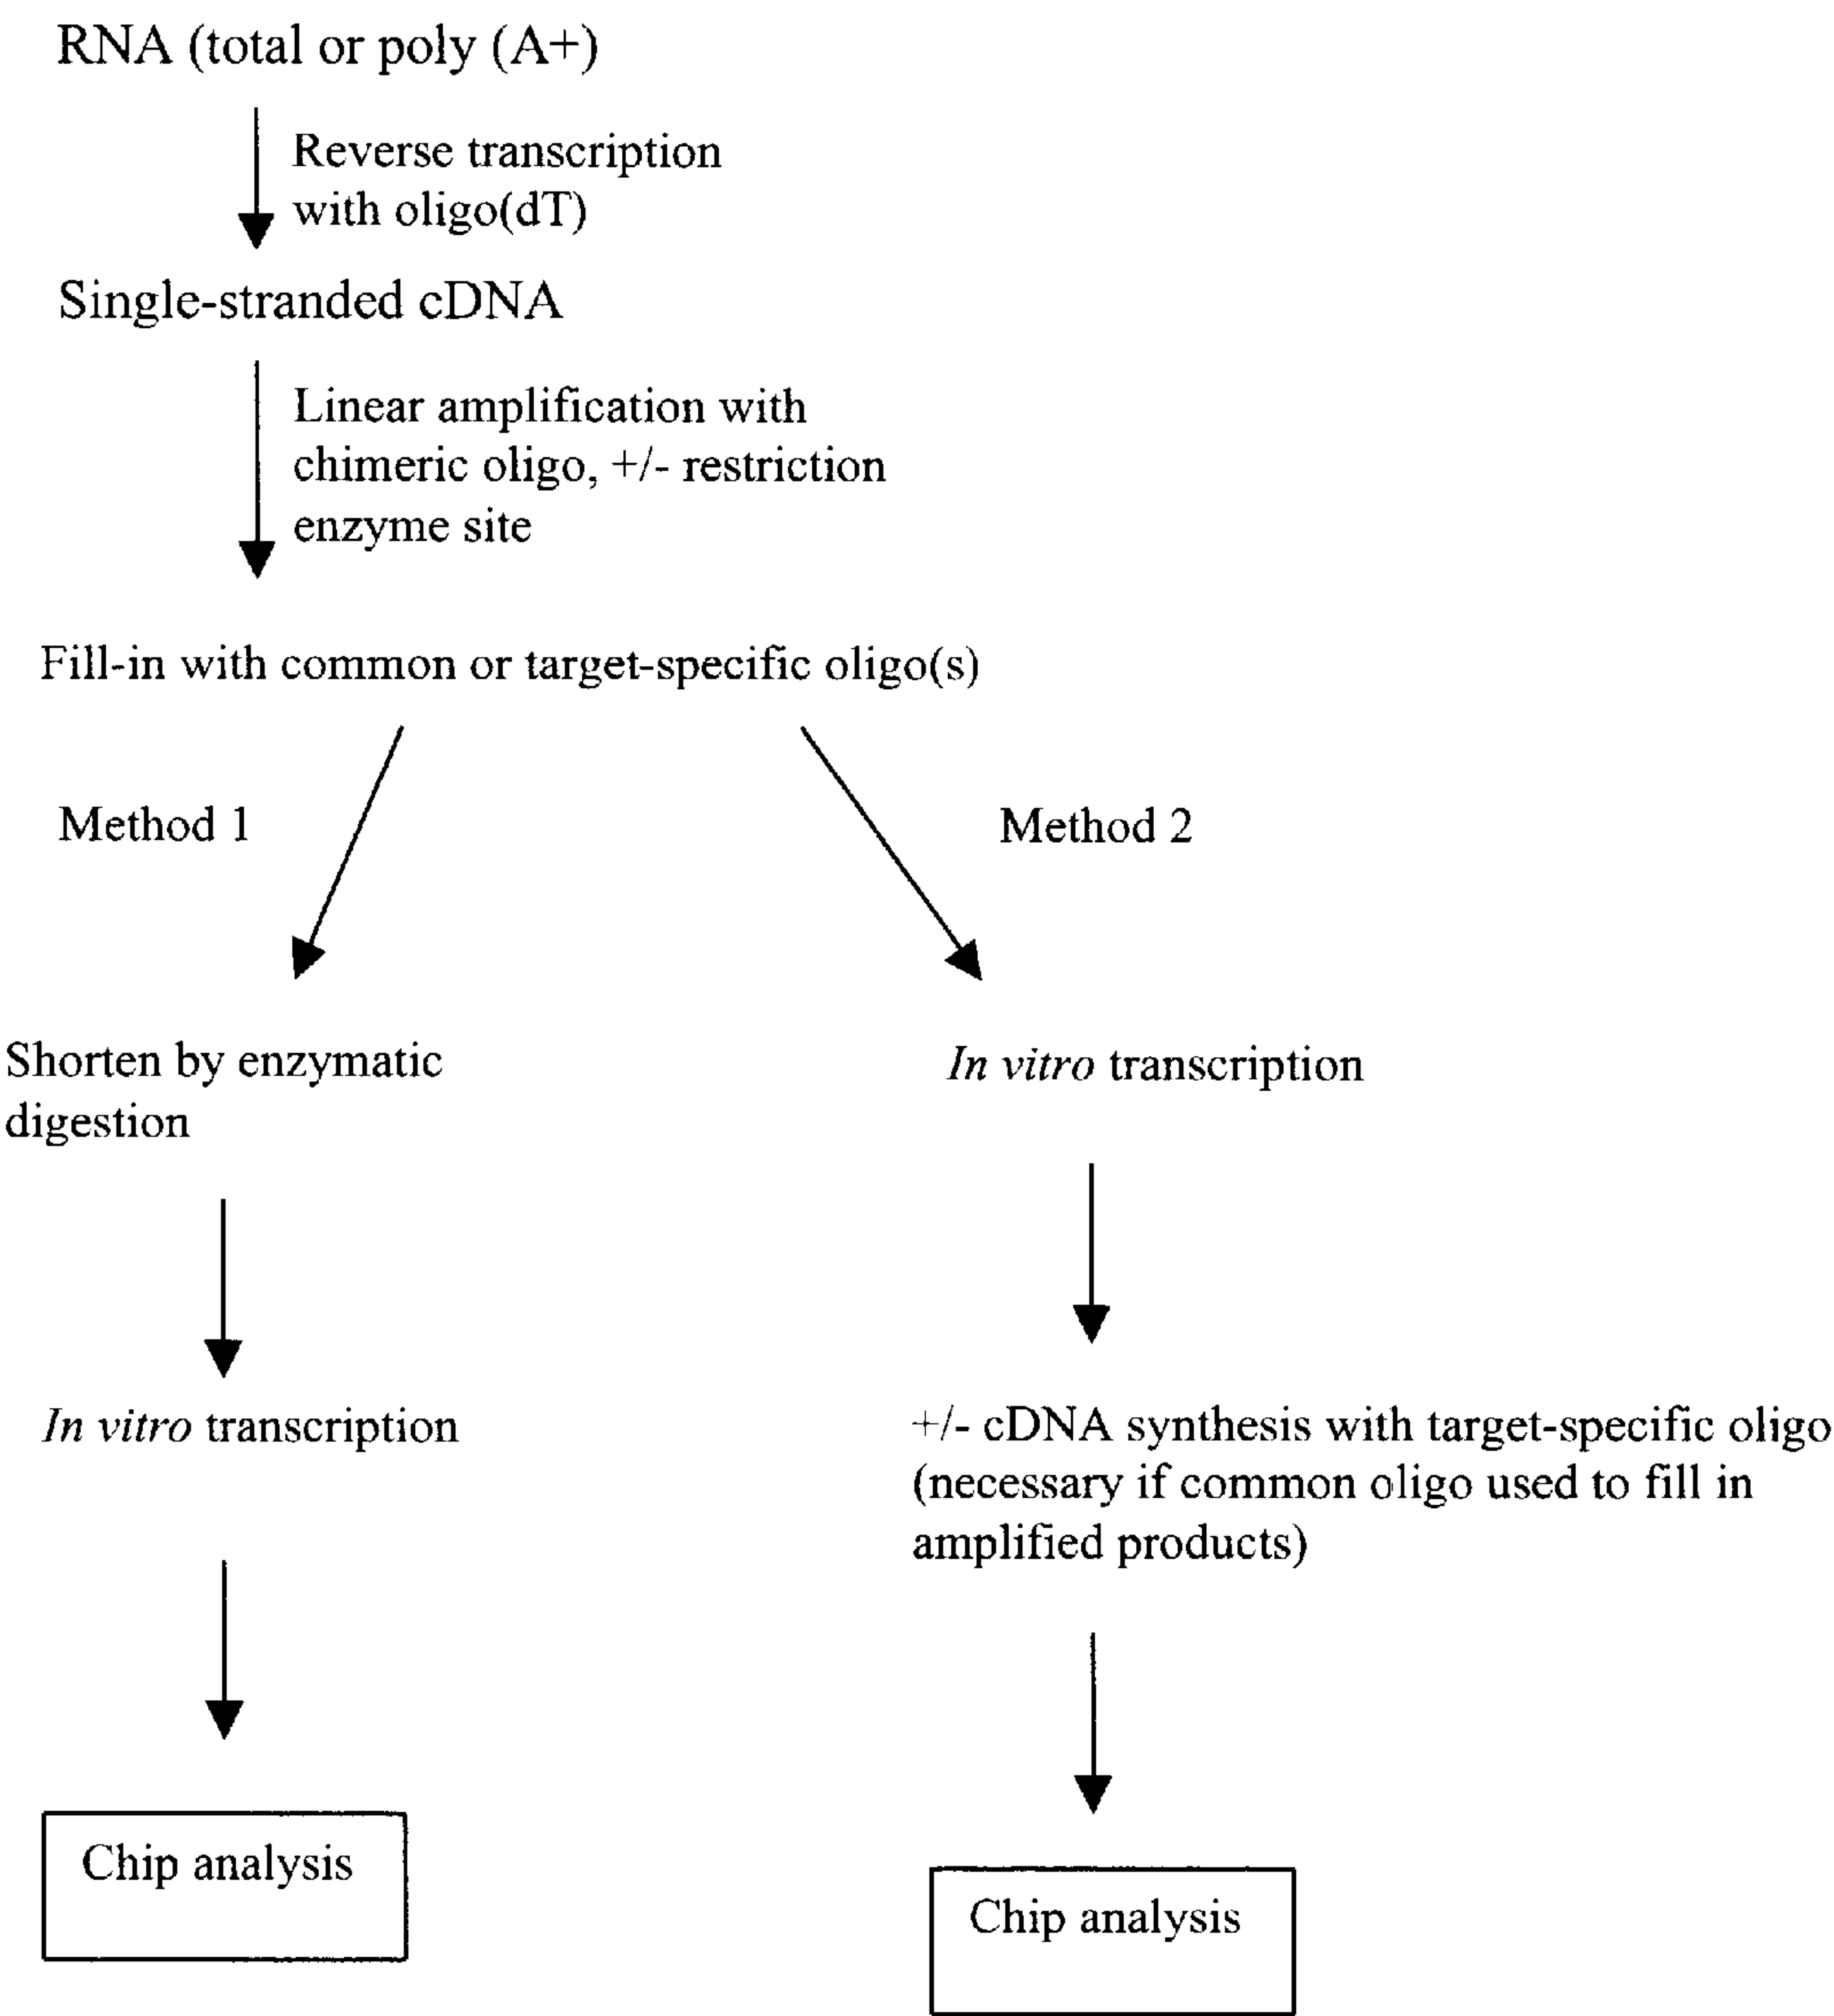 RNA (total or poly (A+)
Reverse transcription
with oligo(dT)
Single-stranded cDNA
Linear amplification with
chimeric oligo, +/- restriction
enzyme site
Fill-in with common or target-specific oligo(s)
Method 1
Method 2
Shorten by enzymatic
digestion
In vitro transcription
In vitro transcription
+/- cDNA synthesis with target-specific oligo
(necessary if common oligo used to fill in
amplified products)
Chip analysis
Chip analysis